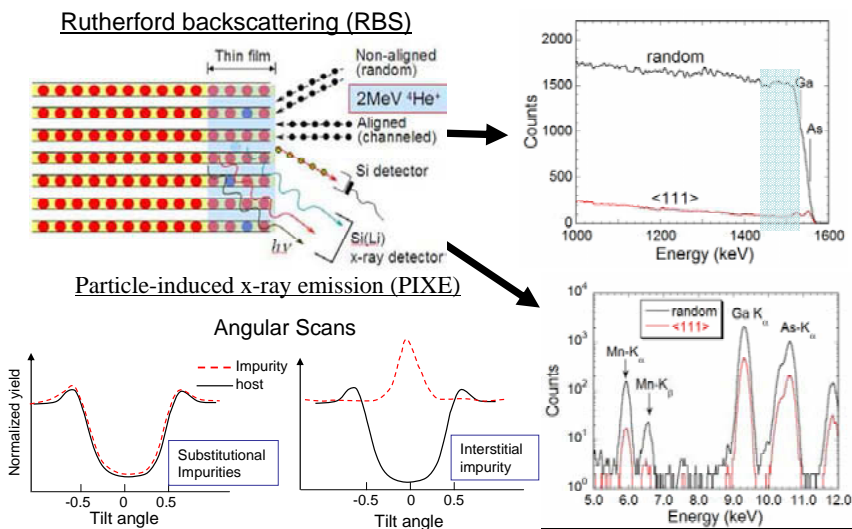 Rutherford backscattering (RBS)
Thin film
Non-aligned
(random)
2MeV ⁴He⁺
Aligned
(channeled)
Si detector
Si(Li)
x-ray detector
hν
2000
1500
1000
500
0
Counts
random
<111>
Ga
As
1000 1200 1400 1600
Energy (keV)
Particle-induced x-ray emission (PIXE)
Angular Scans
Normalized yield
Impurity
host
Substitutional
Impurities
-0.5 0 0.5
Tilt angle
Interstitial
impurity
-0.5 0 0.5
Tilt angle
10⁴
10³
10²
10¹
10⁰
Counts
random
<111>
Mn-Kα
Mn-Kβ
Ga Kα
As-Kα
5.0 6.0 7.0 8.0 9.0 10.0 11.0 12.0
Energy (keV)